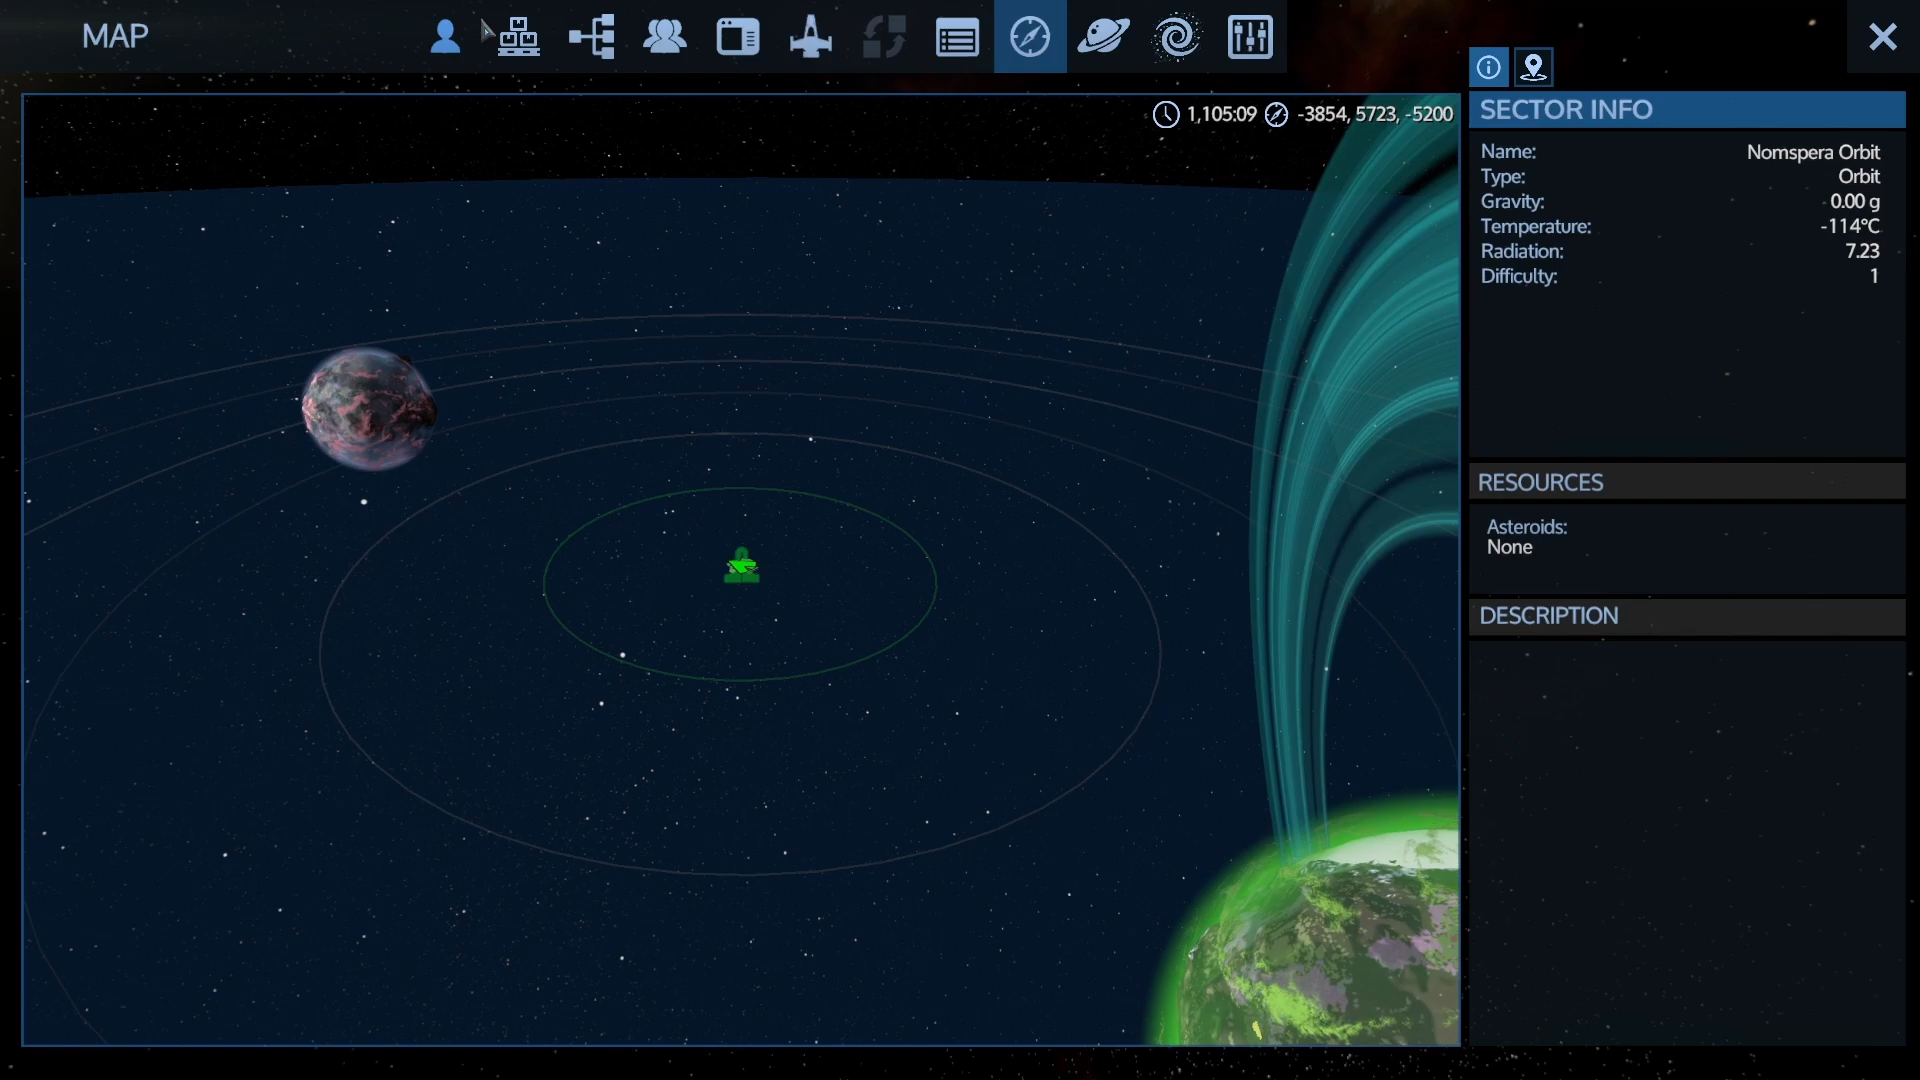 MAP
1,105:09 -3854, 5723, -5200
SECTOR INFO
Name: Nomspera Orbit
Type: Orbit
Gravity: 0.00 g
Temperature: -114°C
Radiation: 7.23
Difficulty: 1
RESOURCES
Asteroids:
None
DESCRIPTION